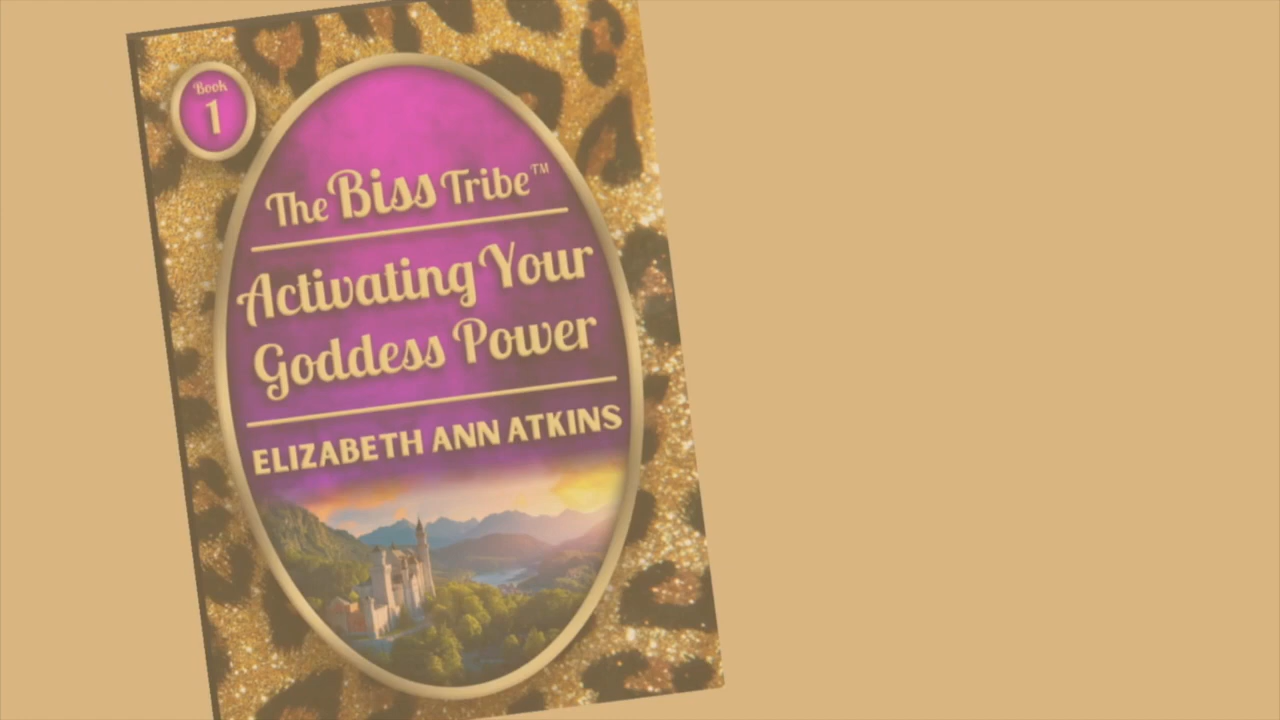 Book
1
The Biss Tribe™
Activating Your
Goddess Power
ELIZABETH ANN ATKINS